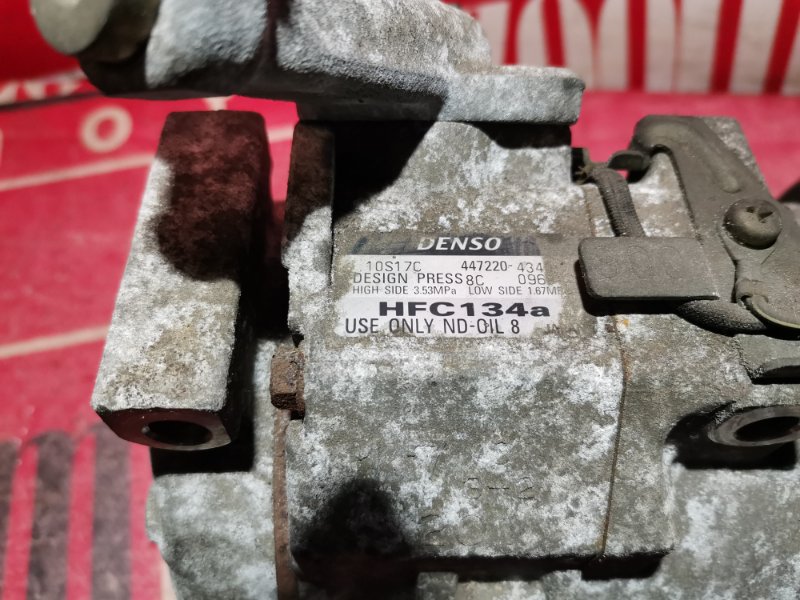 DENSO
10S17C 447220-434
DESIGN PRESS 8C 096
HIGH SIDE 3.53MPa LOW SIDE 1.67M
HFC134a
USE ONLY ND-OIL 8